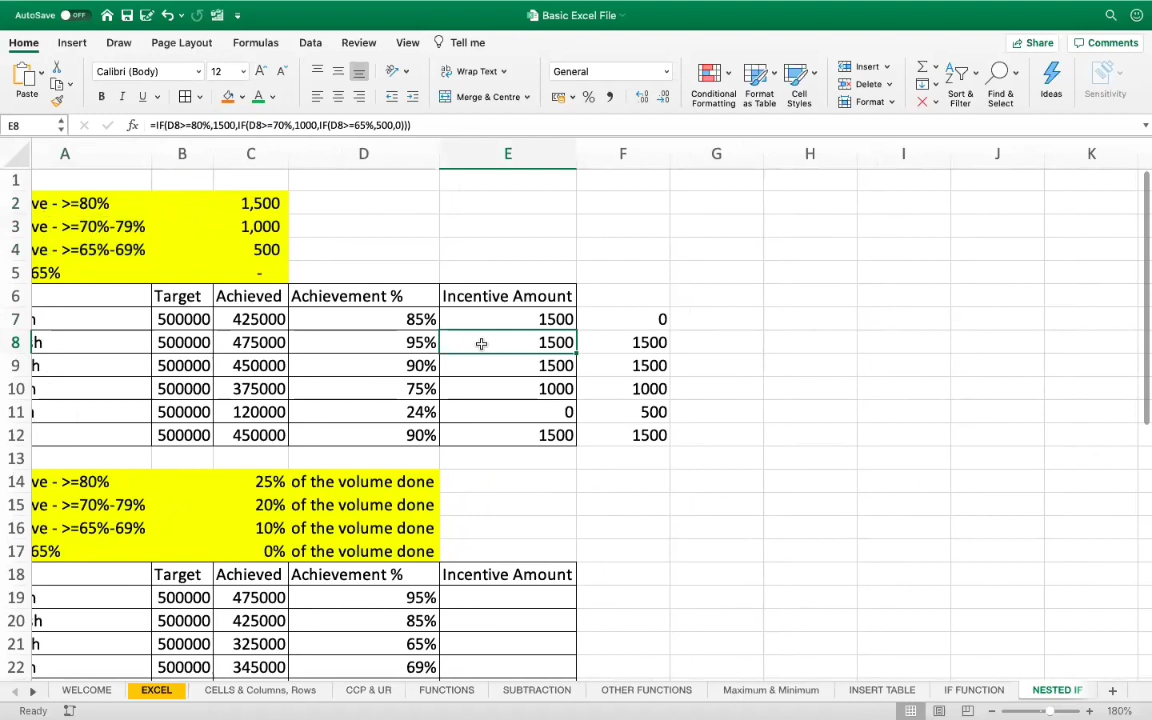 AutoSave OFF Basic Excel File
Home Insert Draw Page Layout Formulas Data Review View Tell me Share Comments
Paste Calibri (Body) 12 A A Wrap Text General Conditional Formatting Format as Table Cell Styles Insert Sort & Filter Find & Select Ideas Sensitivity
B I U A Merge & Centre % Delete
Format
E8 fx =IF(D8>=80%,1500,IF(D8>=70%,1000,IF(D8>=65%,500,0)))
A B C D E F G H I J K
1
2 ve - >=80% 1,500
3 ve - >=70%-79% 1,000
4 ve - >=65%-69% 500
5 65% -
6 Target Achieved Achievement % Incentive Amount
7 500000 425000 85% 1500 0
8 h 500000 475000 95% 1500 1500
9 h 500000 450000 90% 1500 1500
10 500000 375000 75% 1000 1000
11 500000 120000 24% 0 500
12 500000 450000 90% 1500 1500
13
14 ve - >=80% 25% of the volume done
15 ve - >=70%-79% 20% of the volume done
16 ve - >=65%-69% 10% of the volume done
17 65% 0% of the volume done
18 Target Achieved Achievement % Incentive Amount
19 500000 475000 95%
20 h 500000 425000 85%
21 h 500000 325000 65%
22 500000 345000 69%
WELCOME EXCEL CELLS & Columns, Rows CCP & UR FUNCTIONS SUBTRACTION OTHER FUNCTIONS Maximum & Minimum INSERT TABLE IF FUNCTION NESTED IF
Ready 180%